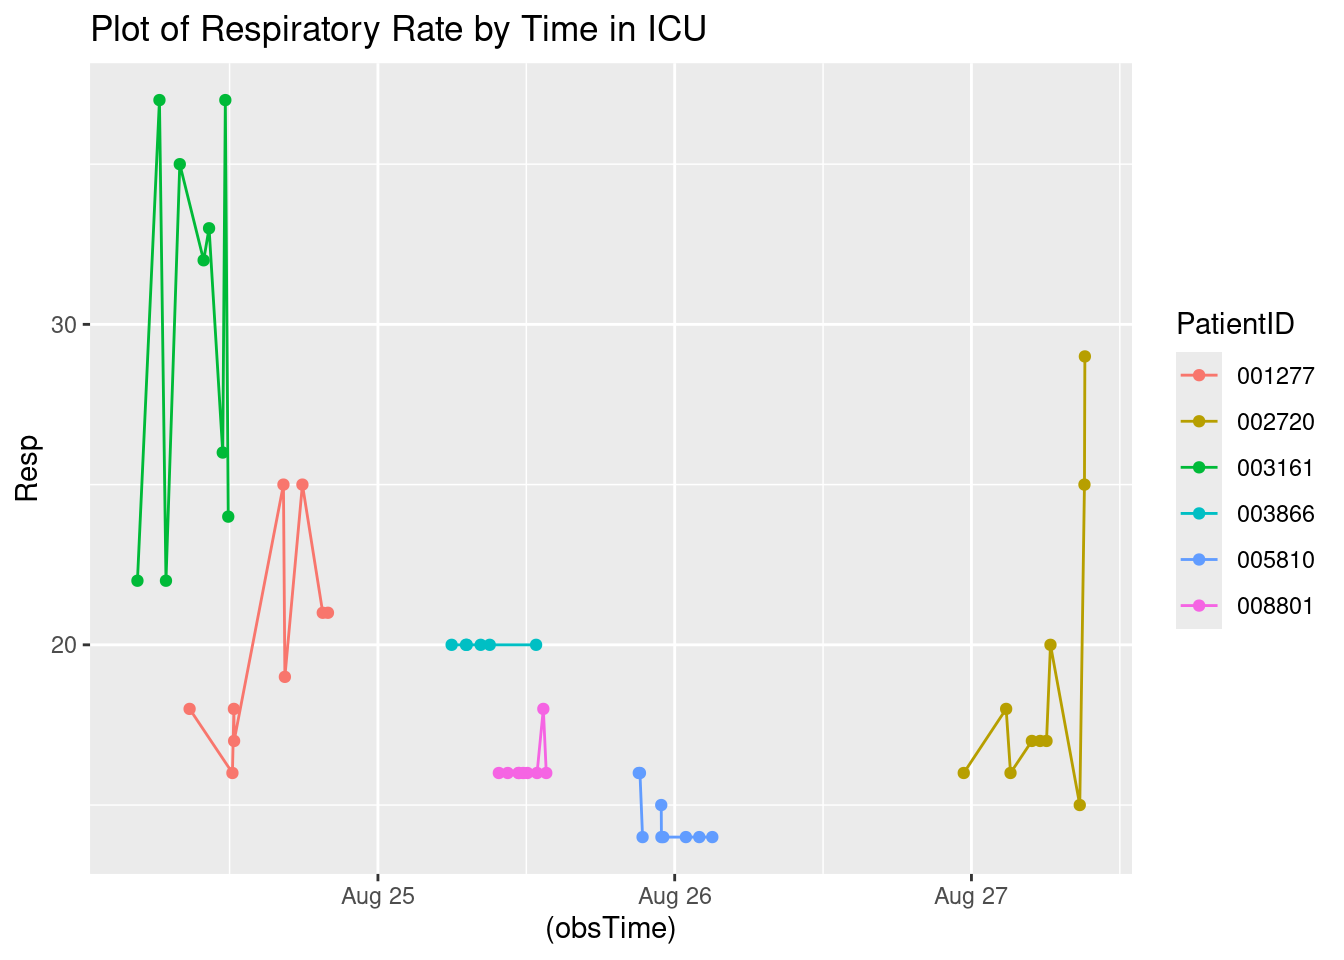 Plot of Respiratory Rate by Time in ICU
Resp
30
20
Aug 25
Aug 26
Aug 27
(obsTime)
PatientID
001277
002720
003161
003866
005810
008801